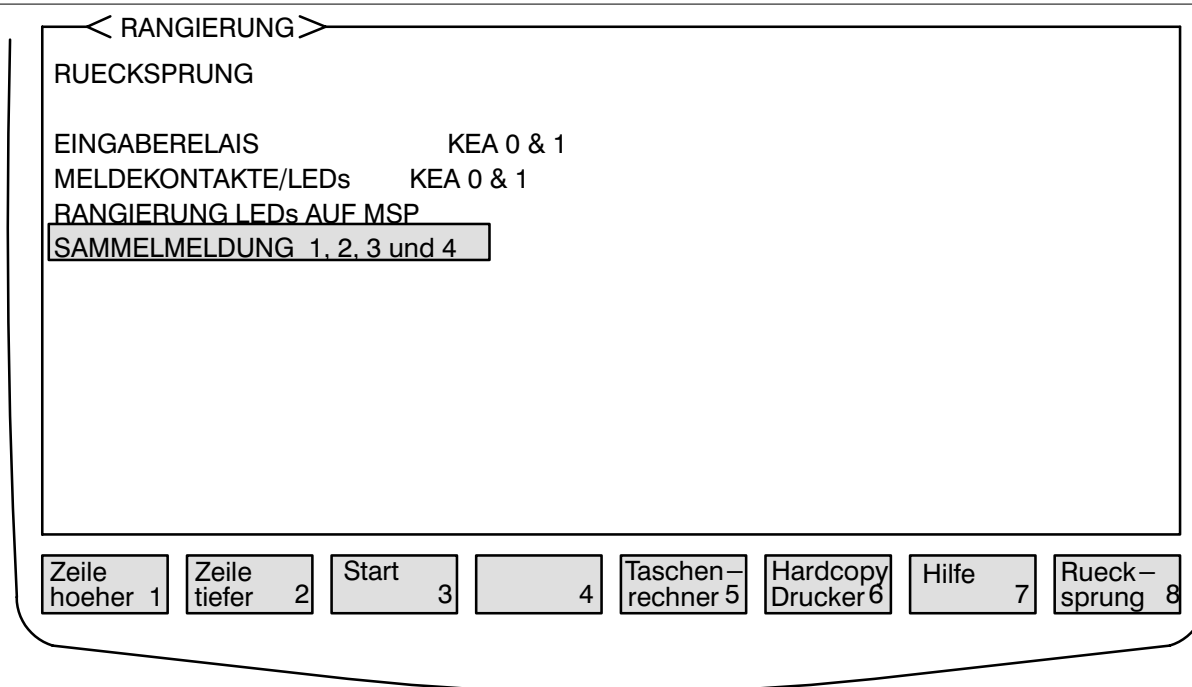 < RANGIERUNG >
RUECKSPRUNG
EINGABERELAIS KEA 0 & 1
MELDEKONTAKTE/LEDs KEA 0 & 1
RANGIERUNG LEDs AUF MSP
SAMMELMELDUNG 1, 2, 3 und 4
Zeile hoeher 1
Zeile tiefer 2
Start 3
4
Taschen– rechner 5
Hardcopy Drucker 6
Hilfe 7
Rueck– sprung 8